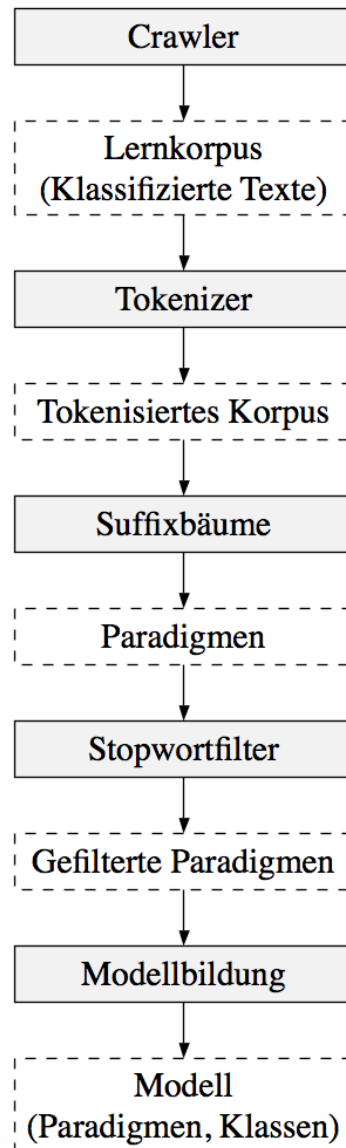 Crawler
Lernkorpus
(Klassifizierte Texte)
Tokenizer
Tokenisiertes Korpus
Suffixbäume
Paradigmen
Stopwortfilter
Gefilterte Paradigmen
Modellbildung
Modell
(Paradigmen, Klassen)